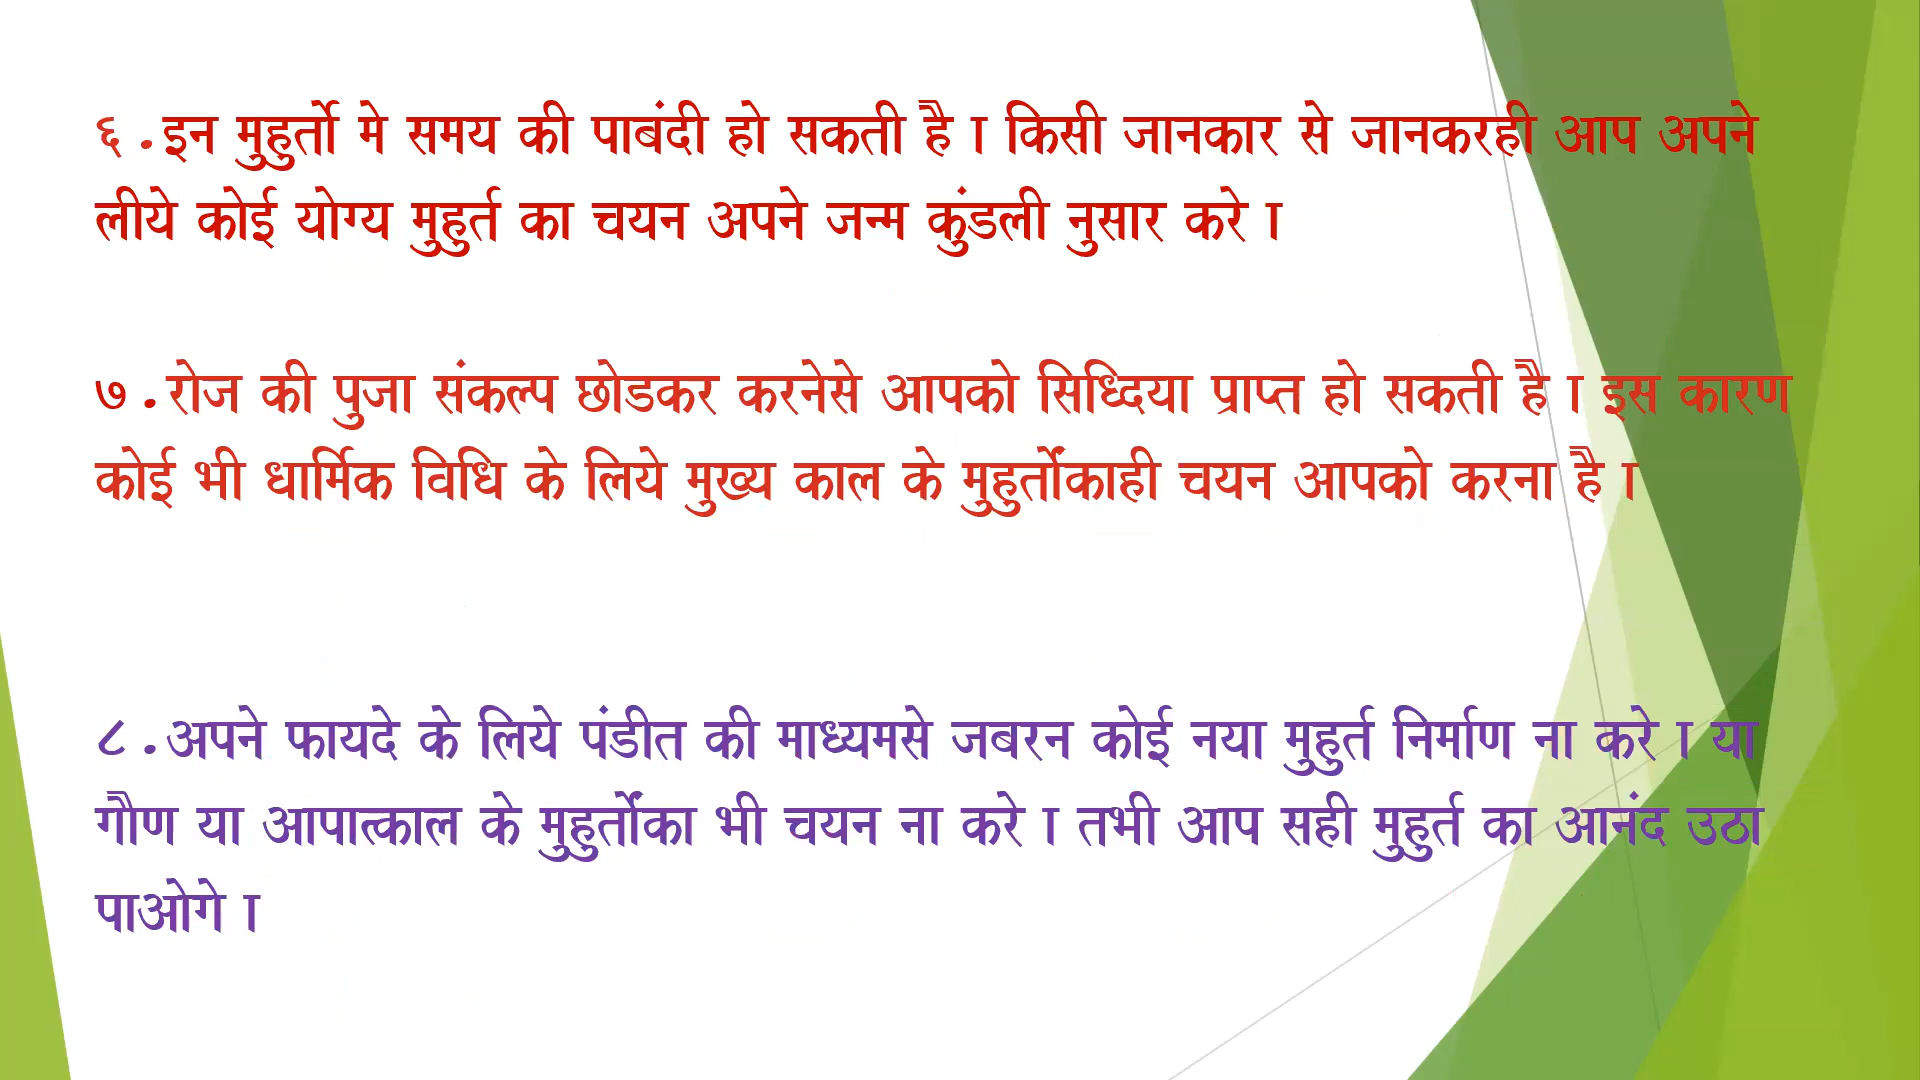 ६.इन मुहुर्तो मे समय की पाबंदी हो सकती है । किसी जानकार से जानकरही आप अपने
लीये कोई योग्य मुहुर्त का चयन अपने जन्म कुंडली नुसार करे ।
७.रोज की पुजा संकल्प छोडकर करनेसे आपको सिध्दिया प्राप्त हो सकती है । इस कारण
कोई भी धार्मिक विधि के लिये मुख्य काल के मुहुर्तोंकाही चयन आपको करना है ।
८.अपने फायदे के लिये पंडीत की माध्यमसे जबरन कोई नया मुहुर्त निर्माण ना करे । या
गौण या आपात्काल के मुहुर्तोंका भी चयन ना करे । तभी आप सही मुहुर्त का आनंद उठा
पाओगे ।